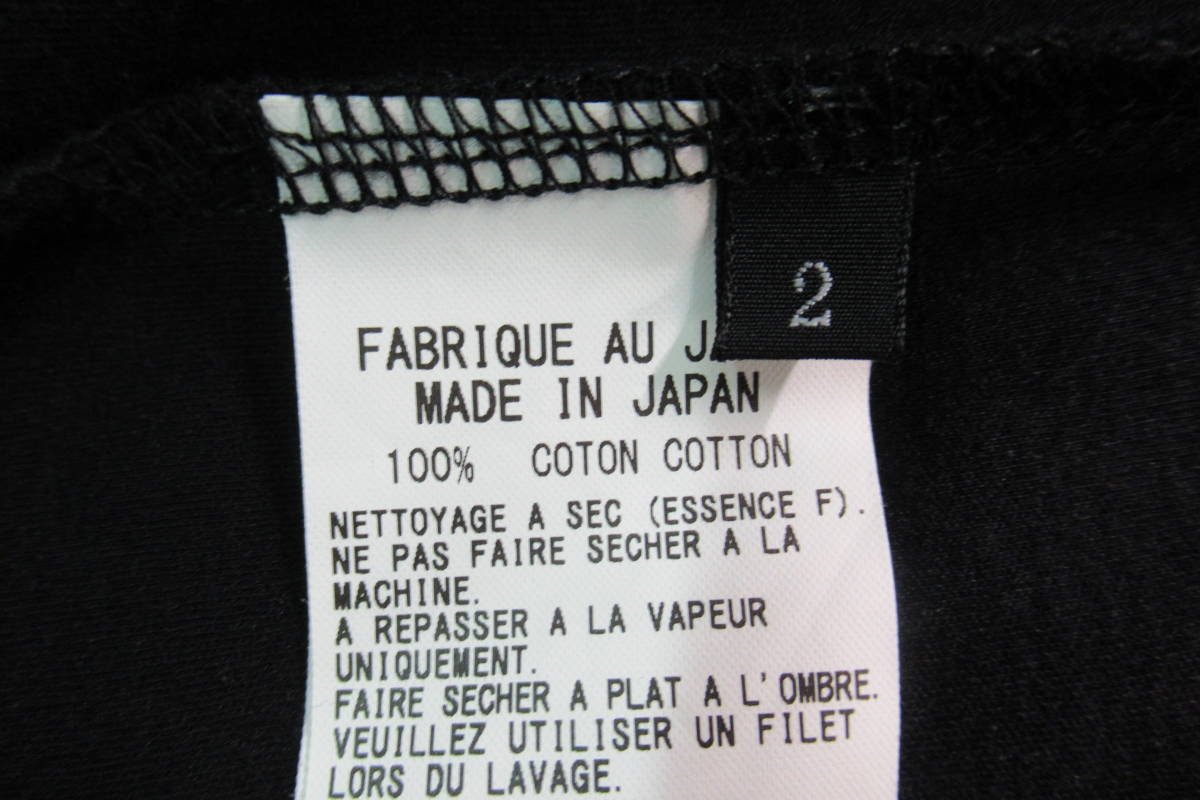 2
FABRIQUE AU
MADE IN JAPAN
100% COTON COTTON
NETTOYAGE A SEC (ESSENCE F).
NE PAS FAIRE SECHER A LA
MACHINE.
A REPASSER A LA VAPEUR
UNIQUEMENT.
FAIRE SECHER A PLAT A L'OMBRE.
VEUILLEZ UTILISER UN FILET
LORS DU LAVAGE.